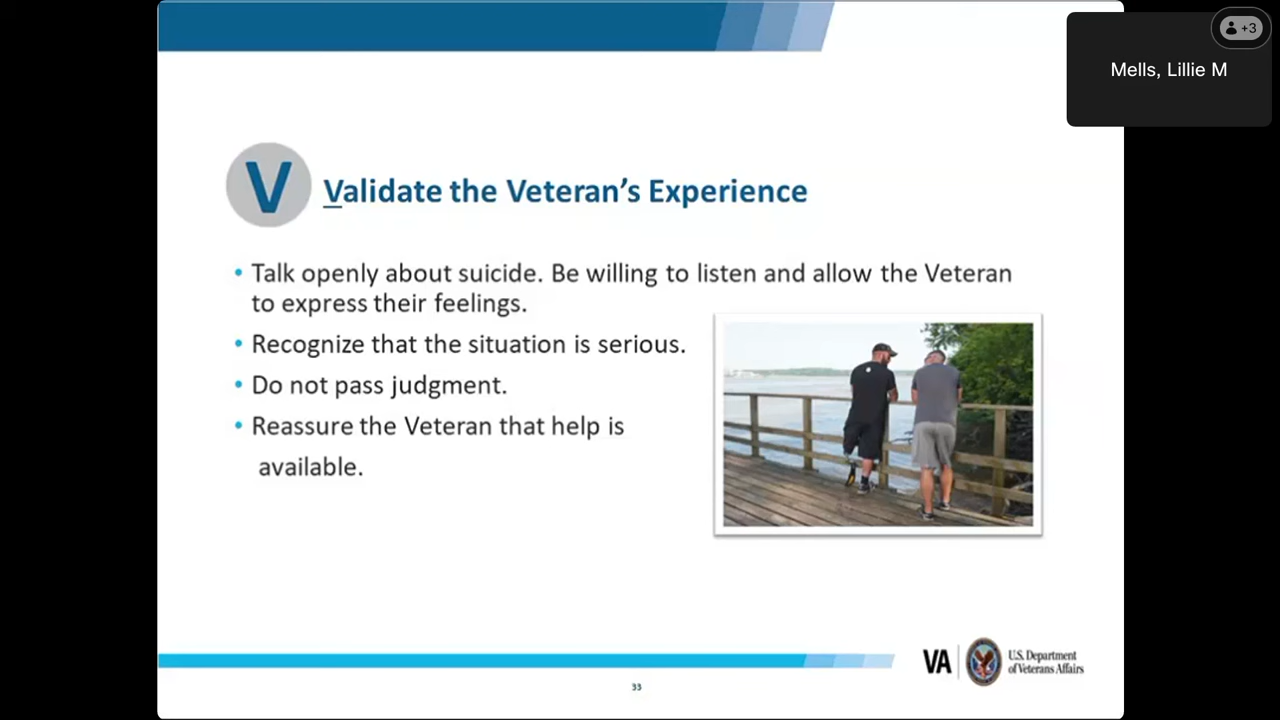 +3
Mells, Lillie M
V
Validate the Veteran's Experience
• Talk openly about suicide. Be willing to listen and allow the Veteran
to express their feelings.
• Recognize that the situation is serious.
• Do not pass judgment.
• Reassure the Veteran that help is
available.
VA
U.S. Department
of Veterans Affairs
33